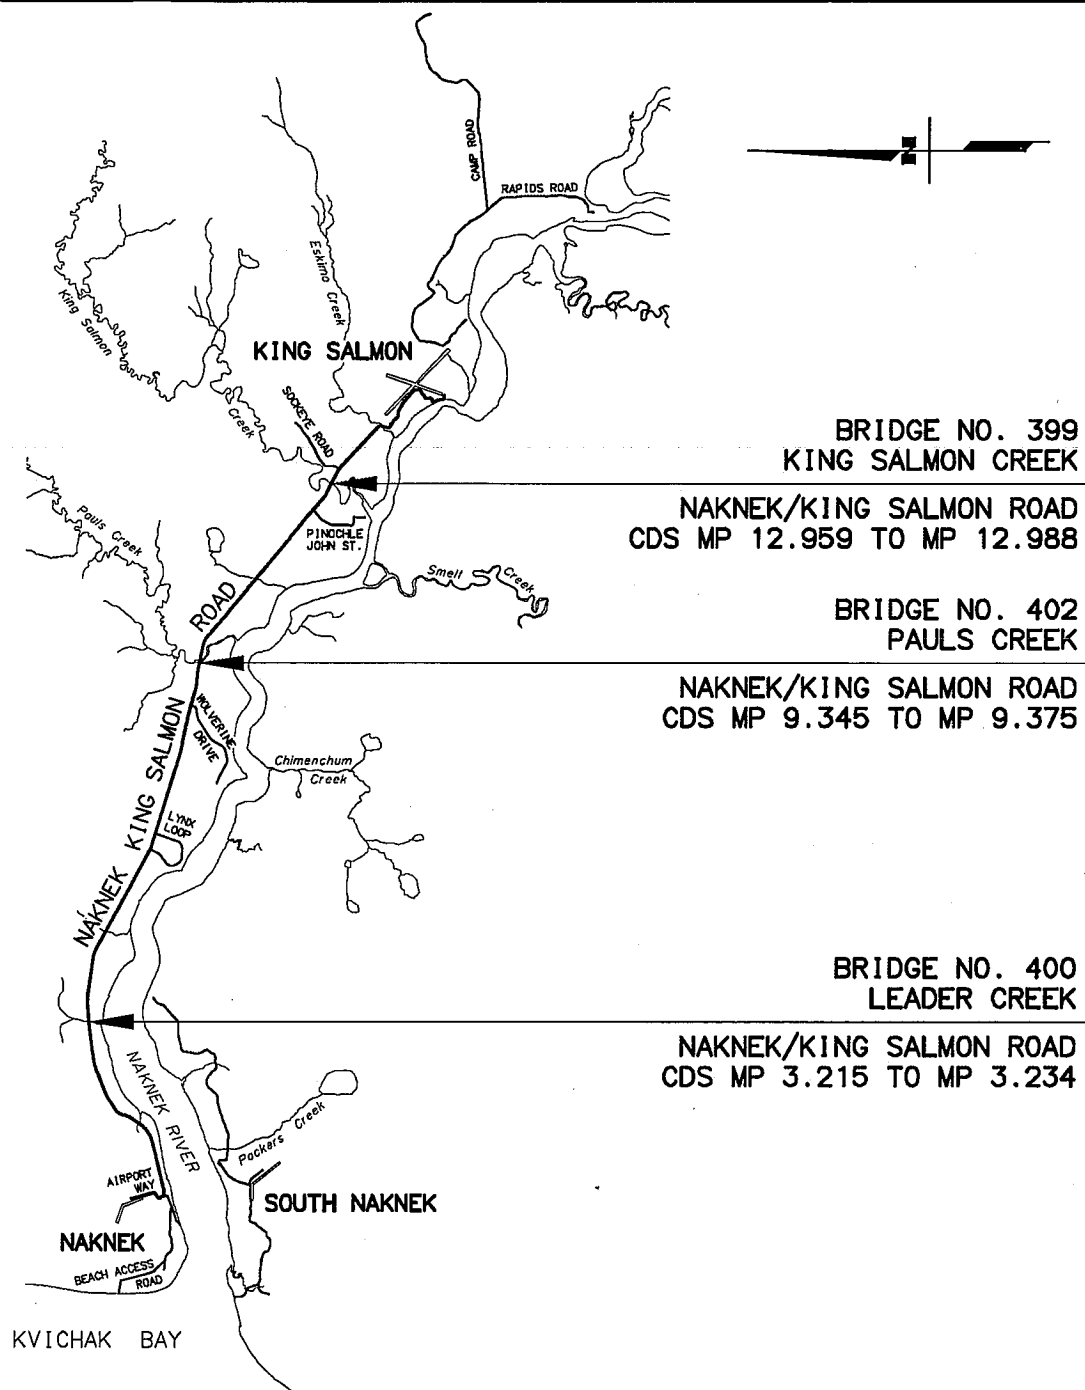 CAMP ROAD
RAPIDS ROAD
N
Eskimo Creek
King Salmon
Creek
KING SALMON
SOCKEYE ROAD
BRIDGE NO. 399
KING SALMON CREEK
NAKNEK/KING SALMON ROAD
CDS MP 12.959 TO MP 12.988
PINOCHLE
JOHN ST.
Pauls Creek
Smelt Creek
BRIDGE NO. 402
PAULS CREEK
NAKNEK/KING SALMON ROAD
CDS MP 9.345 TO MP 9.375
NAKNEK KING SALMON ROAD
WOLVERINE
DRIVE
Chimenchum
Creek
LYNX
LOOP
BRIDGE NO. 400
LEADER CREEK
NAKNEK/KING SALMON ROAD
CDS MP 3.215 TO MP 3.234
NAKNEK RIVER
Packers Creek
AIRPORT
WAY
SOUTH NAKNEK
NAKNEK
BEACH ACCESS
ROAD
KVICHAK BAY